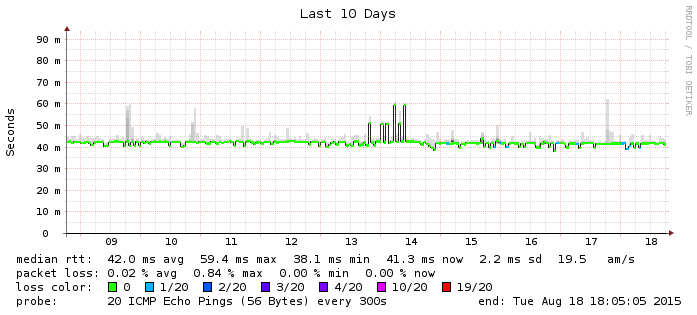 Last 10 Days
RRDTOOL / TOBI OETIKER
Seconds
90 m
80 m
70 m
60 m
50 m
40 m
30 m
20 m
10 m
0
09 10 11 12 13 14 15 16 17 18
median rtt: 42.0 ms avg 59.4 ms max 38.1 ms min 41.3 ms now 2.2 ms sd 19.5 am/s
packet loss: 0.02 % avg 0.84 % max 0.00 % min 0.00 % now
loss color: 0 1/20 2/20 3/20 4/20 10/20 19/20
probe: 20 ICMP Echo Pings (56 Bytes) every 300s end: Tue Aug 18 18:05:05 2015